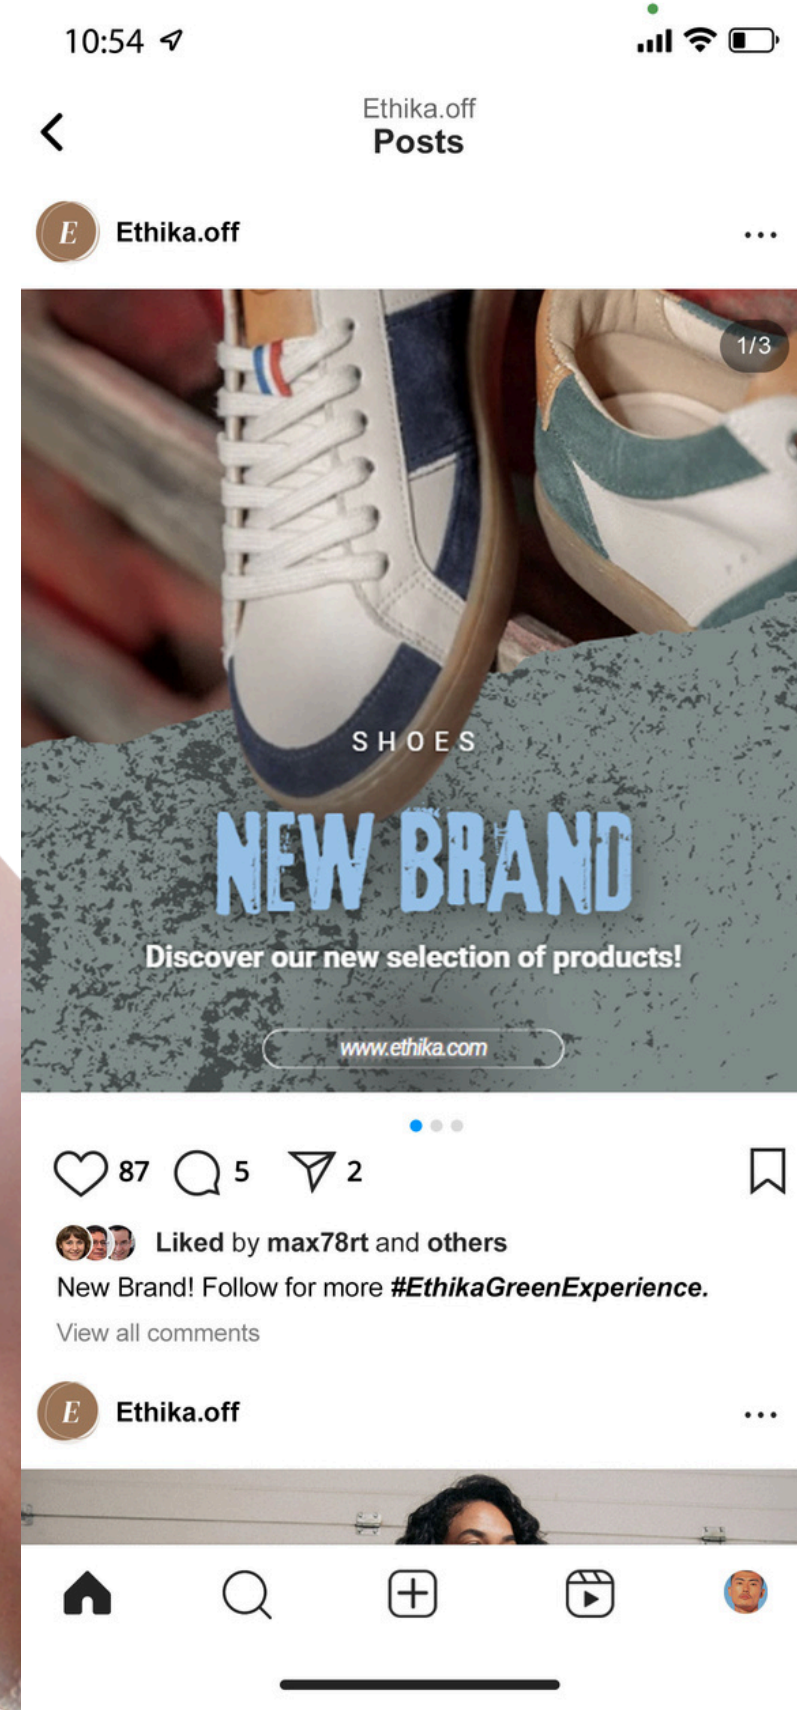 10:54
Ethika.off
Posts
E Ethika.off
1/3
SHOES
NEW BRAND
Discover our new selection of products!
www.ethika.com
87 5 2
Liked by max78rt and others
New Brand! Follow for more #EthikaGreenExperience.
View all comments
E Ethika.off